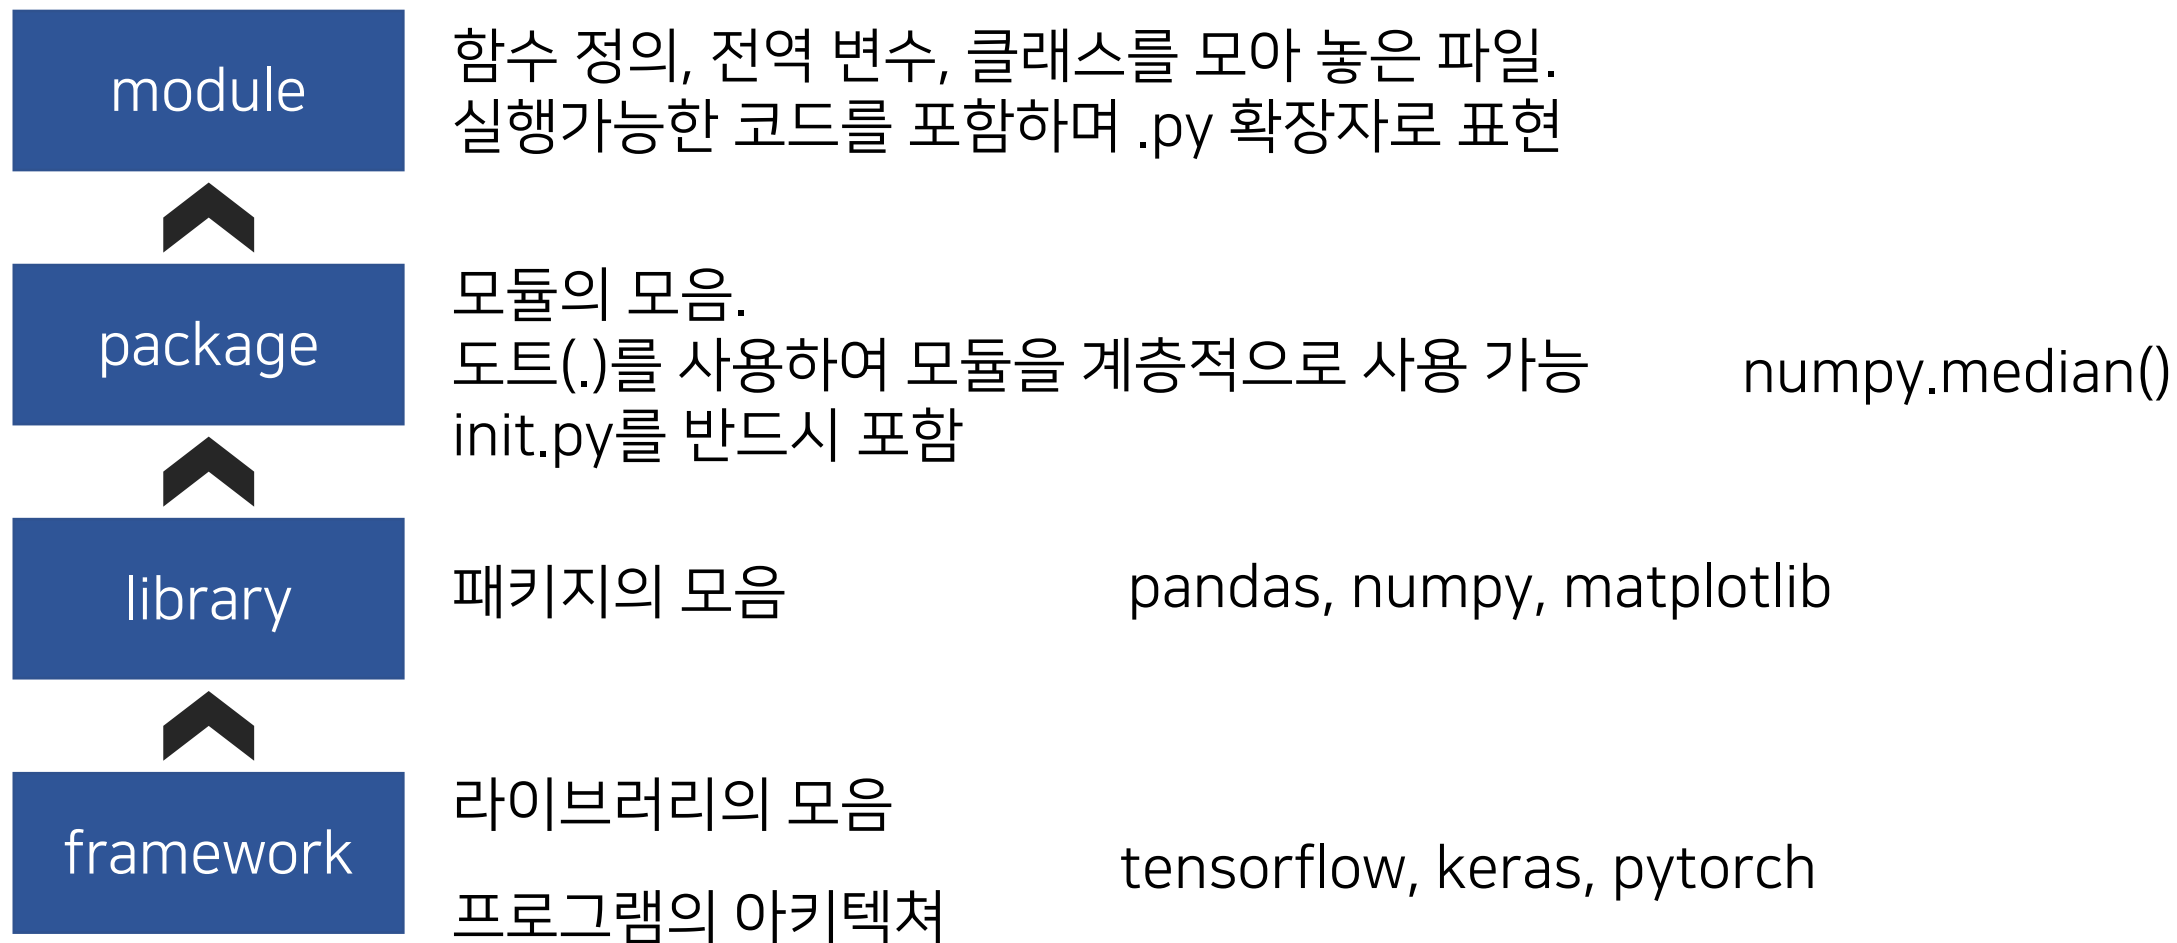 module
함수 정의, 전역 변수, 클래스를 모아 놓은 파일.
실행가능한 코드를 포함하며 .py 확장자로 표현
package
모듈의 모음.
도트(.)를 사용하여 모듈을 계층적으로 사용 가능
init.py를 반드시 포함
numpy.median()
library
패키지의 모음
pandas, numpy, matplotlib
framework
라이브러리의 모음
프로그램의 아키텍쳐
tensorflow, keras, pytorch